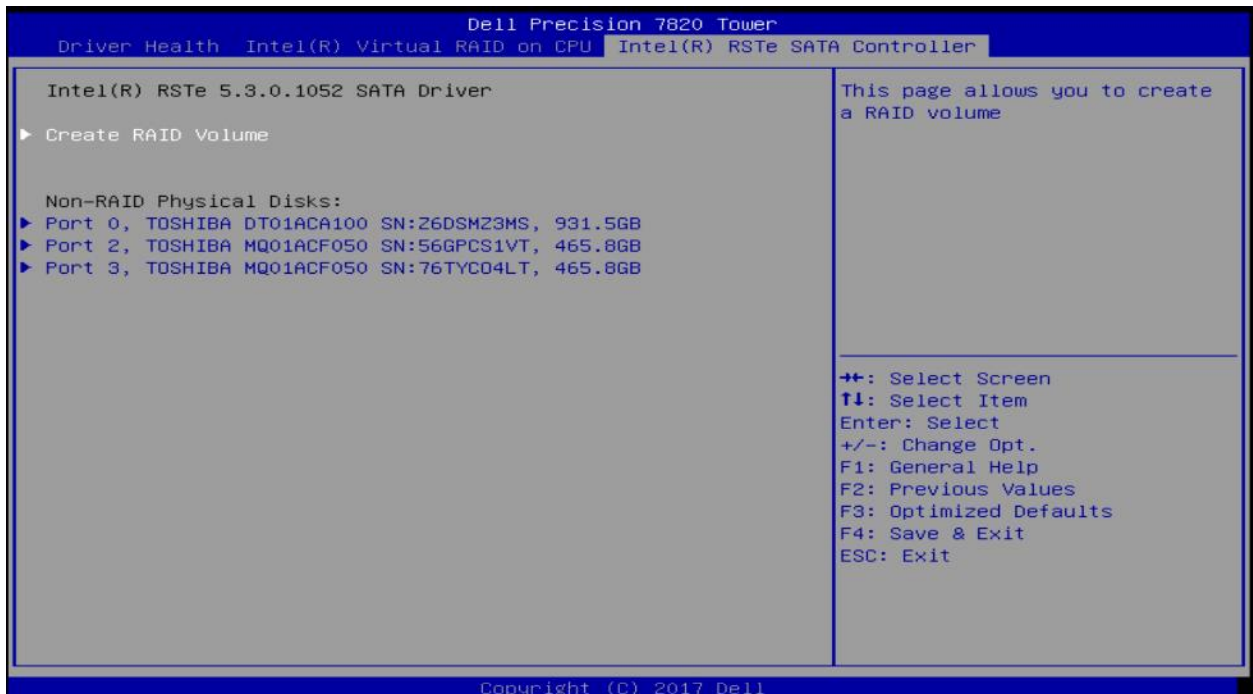 Dell Precision 7820 Tower
Driver Health Intel(R) Virtual RAID on CPU Intel(R) RSTe SATA Controller
Intel(R) RSTe 5.3.0.1052 SATA Driver
▶ Create RAID Volume
Non-RAID Physical Disks:
▶ Port 0, TOSHIBA DT01ACA100 SN:Z6DSMZ3MS, 931.5GB
▶ Port 2, TOSHIBA MQ01ACF050 SN:56GPCS1VT, 465.8GB
▶ Port 3, TOSHIBA MQ01ACF050 SN:76TYC04LT, 465.8GB
This page allows you to create
a RAID volume
→←: Select Screen
↑↓: Select Item
Enter: Select
+/-: Change Opt.
F1: General Help
F2: Previous Values
F3: Optimized Defaults
F4: Save & Exit
ESC: Exit
Copyright (C) 2017 Dell